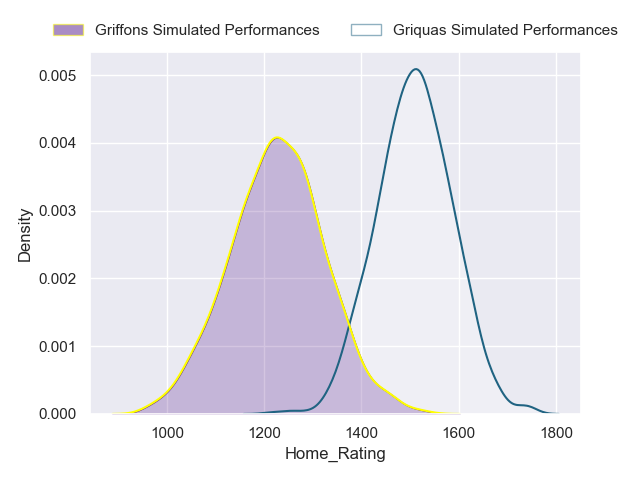 Griffons Simulated Performances Griquas Simulated Performances
0.005
0.004
0.003
0.002
0.001
0.000
Density
1000 1200 1400 1600 1800
Home_Rating